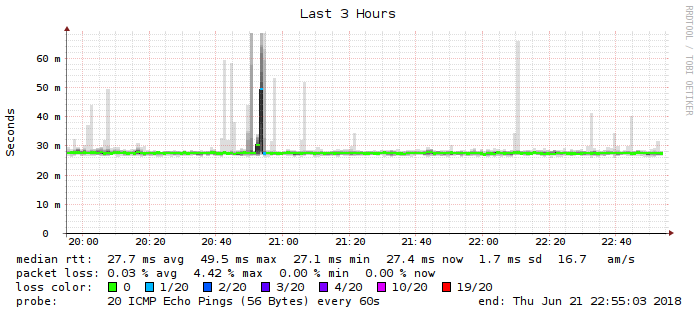 Last 3 Hours
RRDTOOL / TOBI OETIKER
Seconds
60 m
50 m
40 m
30 m
20 m
10 m
0
20:00 20:20 20:40 21:00 21:20 21:40 22:00 22:20 22:40
median rtt: 27.7 ms avg 49.5 ms max 27.1 ms min 27.4 ms now 1.7 ms sd 16.7 am/s
packet loss: 0.03 % avg 4.42 % max 0.00 % min 0.00 % now
loss color: 0 1/20 2/20 3/20 4/20 10/20 19/20
probe: 20 ICMP Echo Pings (56 Bytes) every 60s end: Thu Jun 21 22:55:03 2018